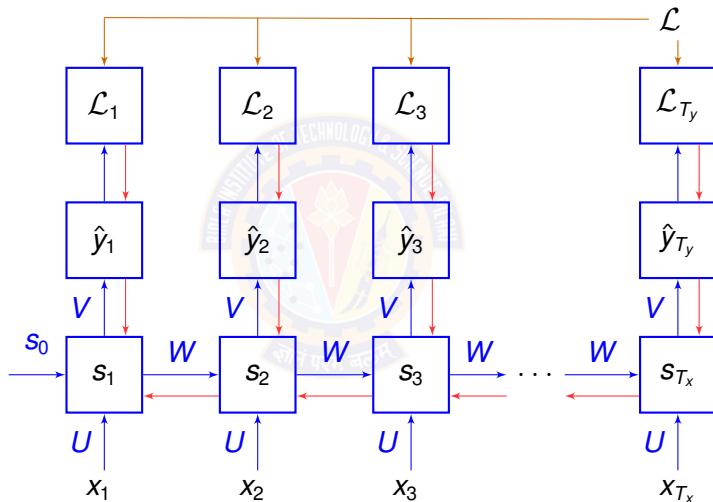 ℒ
ℒ₁ ℒ₂ ℒ₃ ℒ_{T_y}
ŷ₁ ŷ₂ ŷ₃ ŷ_{T_y}
V V V V
s₀ W W W W
s₁ s₂ s₃ ··· s_{T_x}
U U U U
x₁ x₂ x₃ x_{T_x}